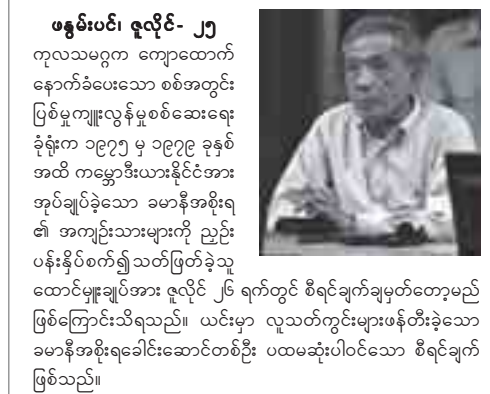 ဖနွမ်းပင်၊ ဇူလိုင်- ၂၅
ကုလသမဂ္ဂက ကျောထောက်
နောက်ခံပေးသော စစ်အတွင်း
ပြစ်မှုကျူးလွန်မှုစစ်ဆေးရေး
ခုံရုံးက ၁၉၇၅ မှ ၁၉၇၉ ခုနှစ်
အထိ ကမ္ဘောဒီးယားနိုင်ငံအား
အုပ်ချုပ်ခဲ့သော ခမာနီအစိုးရ
၏ အကျဉ်းသားများကို ညှဉ်း
ပန်းနှိပ်စက်၍သတ်ဖြတ်ခဲ့သူ
ထောင်မှူးချုပ်အား ဇူလိုင် ၂၆ ရက်တွင် စီရင်ချက်ချမှတ်တော့မည်
ဖြစ်ကြောင်းသိရသည်။ ယင်းမှာ လူသတ်ကွင်းများဖန်တီးခဲ့သော
ခမာနီအစိုးရခေါင်းဆောင်တစ်ဦး ပထမဆုံးပါဝင်သော စီရင်ချက်
ဖြစ်သည်။